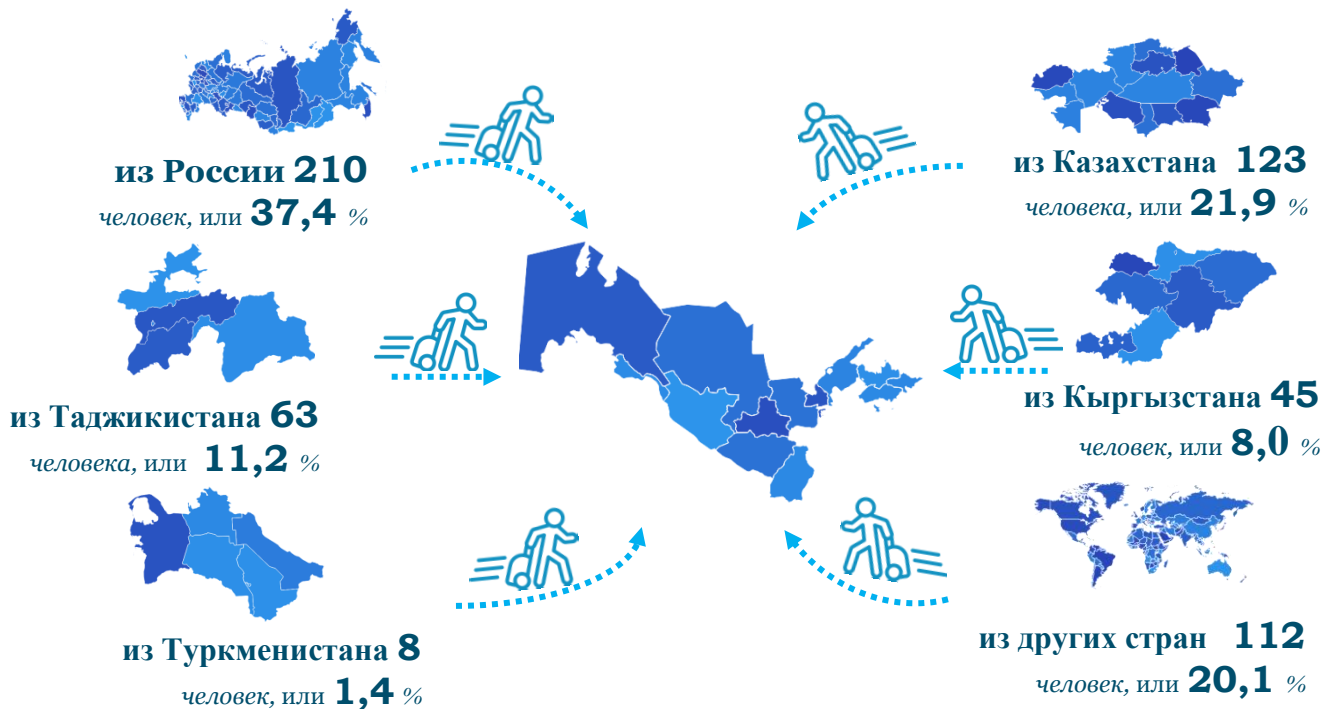 из России 210
человек, или 37,4 %
из Казахстана 123
человека, или 21,9 %
из Таджикистана 63
человека, или 11,2 %
из Кыргызстана 45
человек, или 8,0 %
из Туркменистана 8
человек, или 1,4 %
из других стран 112
человек, или 20,1 %